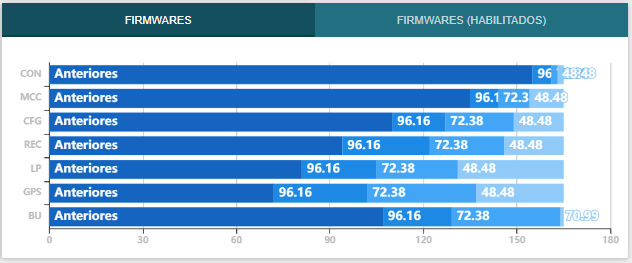 FIRMWARES FIRMWARES (HABILITADOS)
CON Anteriores 96. 48.48
MCC Anteriores 96.1 72.3 48.48
CFG Anteriores 96.16 72.38 48.48
REC Anteriores 96.16 72.38 48.48
LP Anteriores 96.16 72.38 48.48
GPS Anteriores 96.16 72.38 48.48
BU Anteriores 96.16 72.38 70.99
0 30 60 90 120 150 180